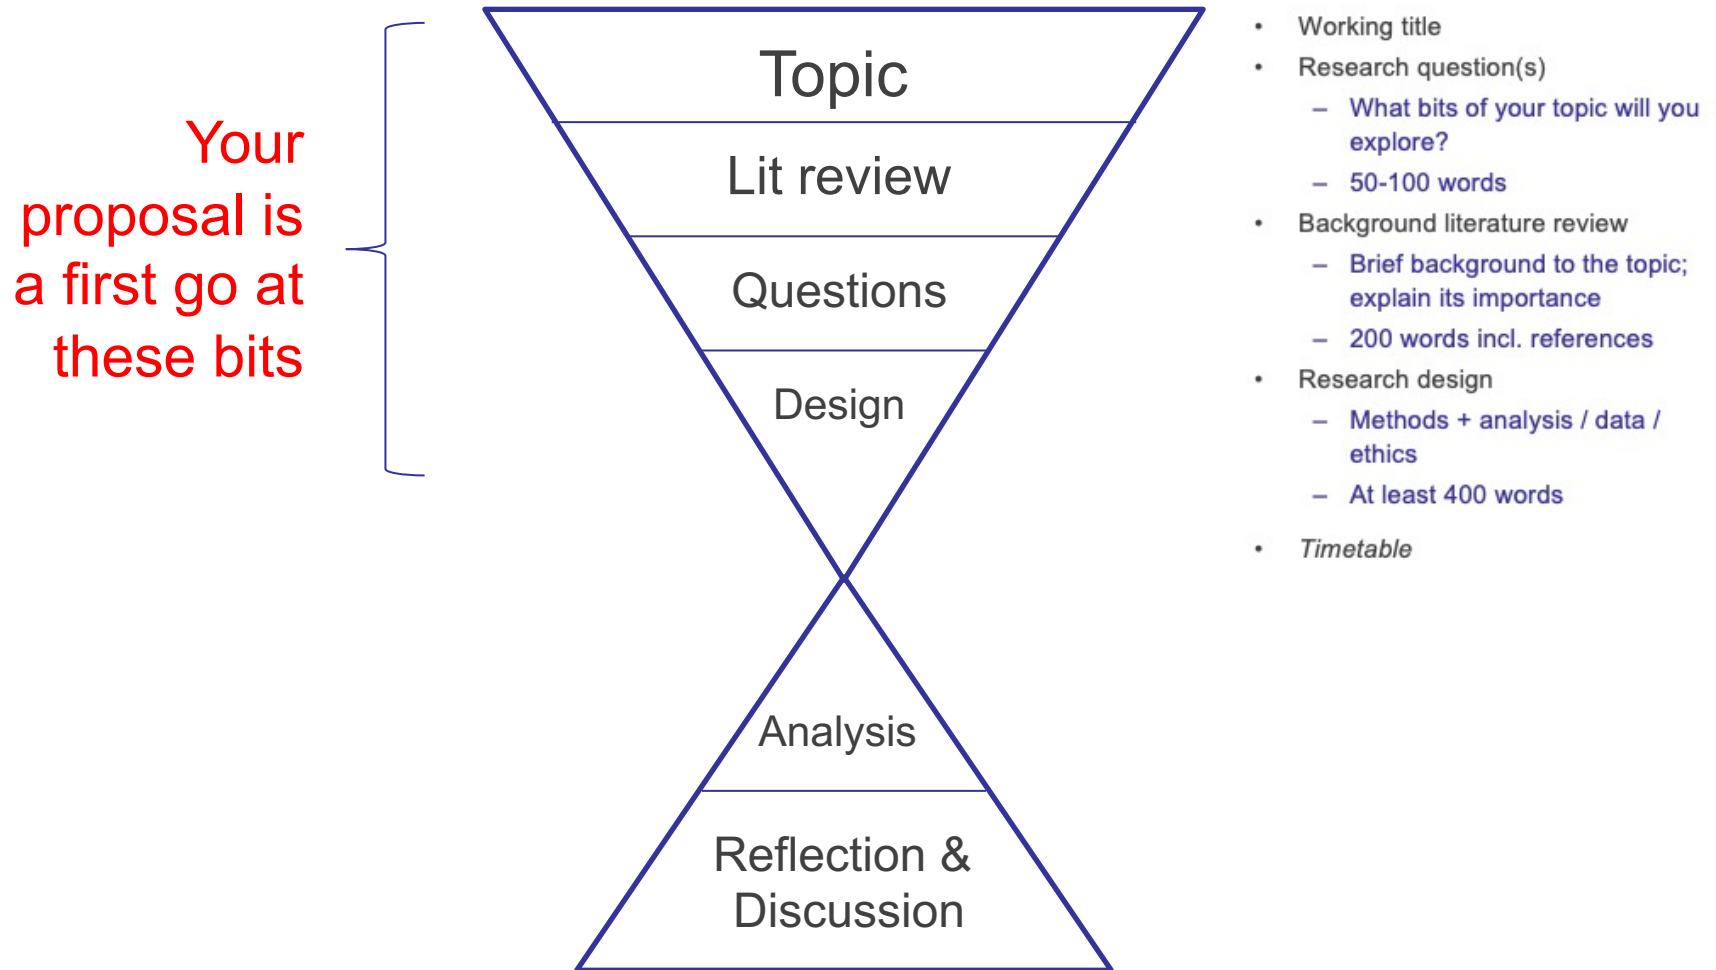 Your
proposal is
a first go at
these bits
Topic
Lit review
Questions
Design
Analysis
Reflection &
Discussion
• Working title
• Research question(s)
– What bits of your topic will you
explore?
– 50-100 words
• Background literature review
– Brief background to the topic;
explain its importance
– 200 words incl. references
• Research design
– Methods + analysis / data /
ethics
– At least 400 words
• Timetable